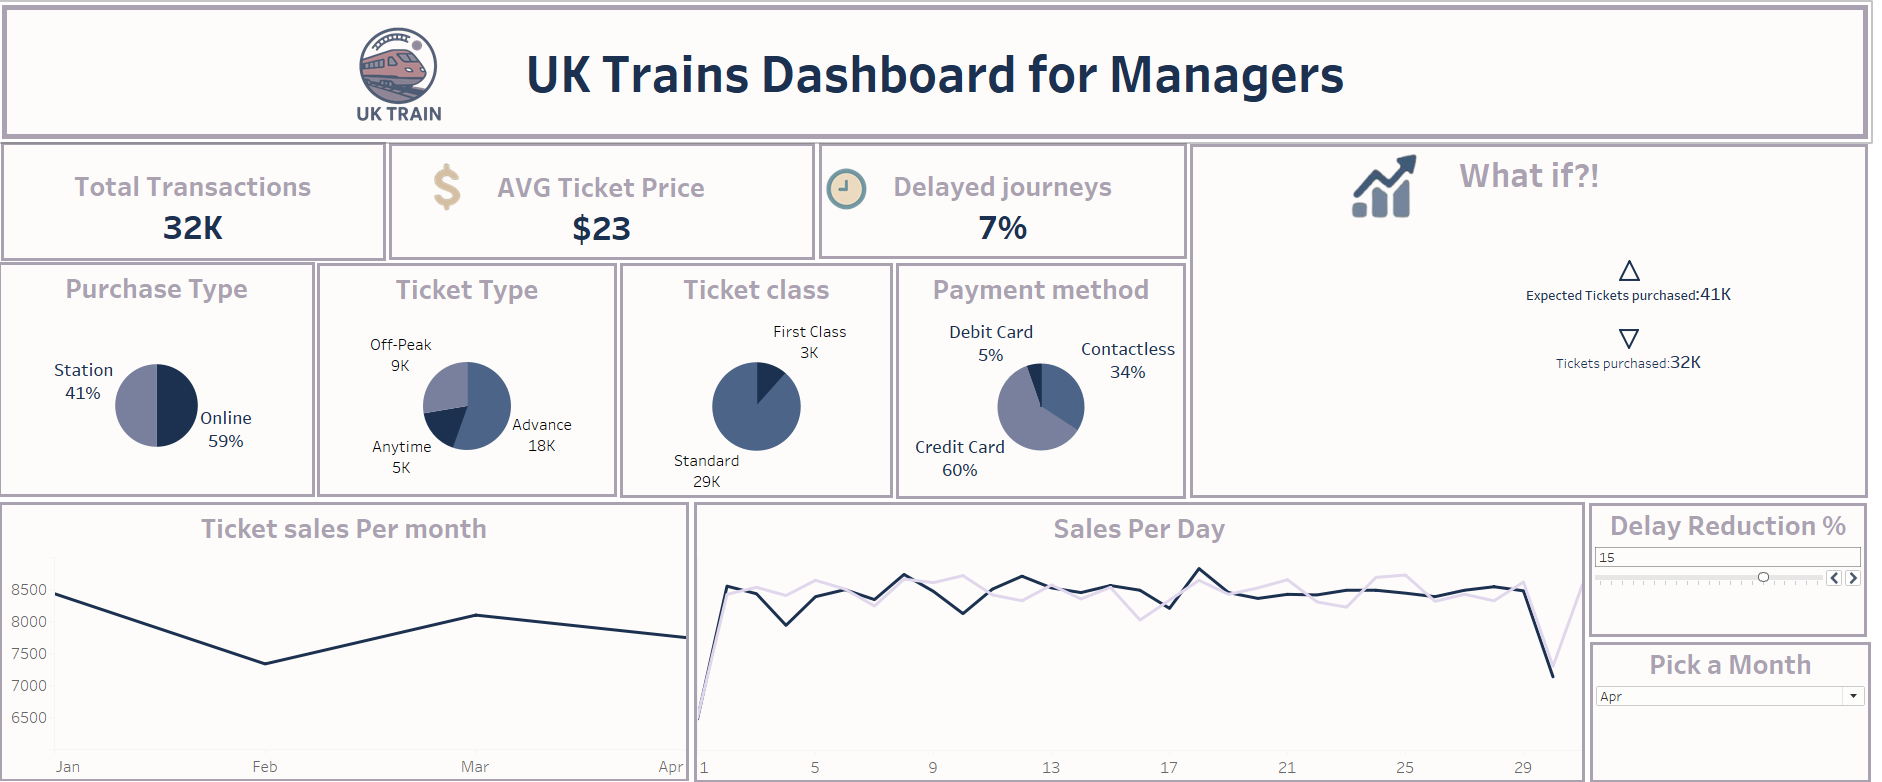 UK TRAIN
UK Trains Dashboard for Managers
Total Transactions
32K
$
AVG Ticket Price
$23
Delayed journeys
7%
What if?!
Expected Tickets purchased:41K
Tickets purchased:32K
Purchase Type
Station
41%
Online
59%
Ticket Type
Off-Peak
9K
Advance
18K
Anytime
5K
Ticket class
First Class
3K
Standard
29K
Payment method
Debit Card
5%
Contactless
34%
Credit Card
60%
Ticket sales Per month
8500
8000
7500
7000
6500
Jan Feb Mar Apr
Sales Per Day
1 5 9 13 17 21 25 29
Delay Reduction %
15
Pick a Month
Apr